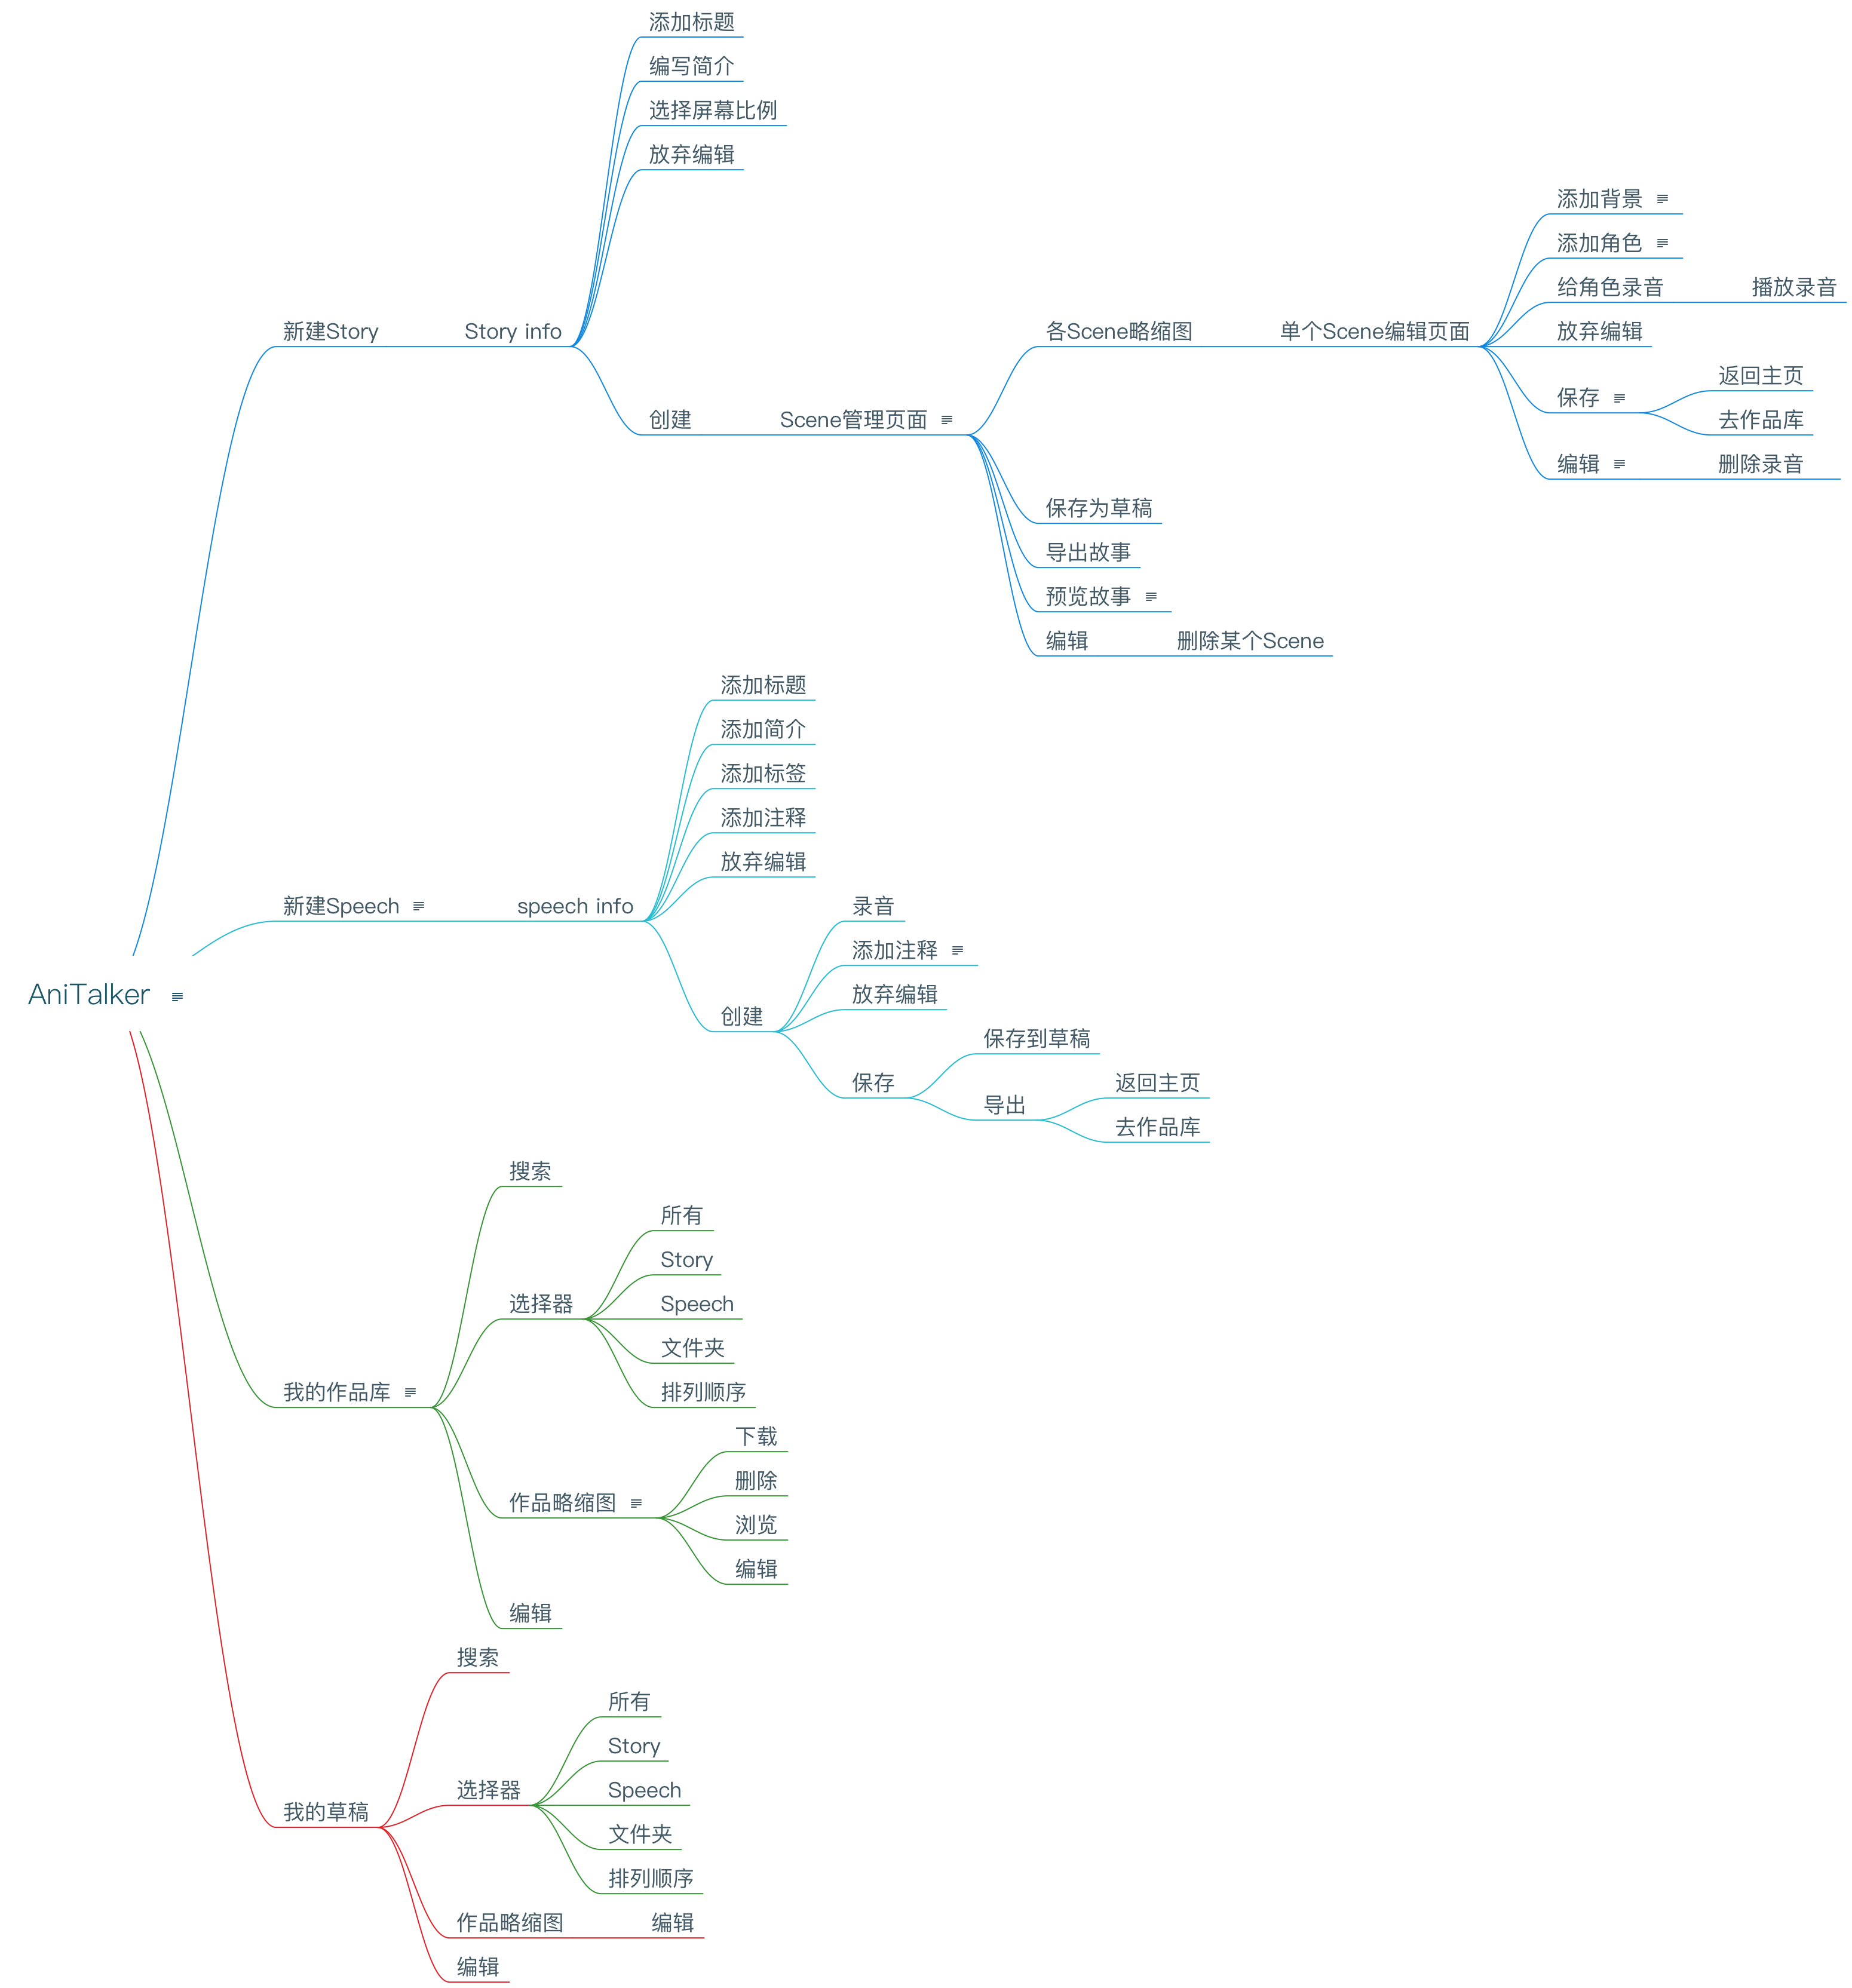 添加标题
编写简介
选择屏幕比例
放弃编辑
添加背景
添加角色
给角色录音 播放录音
新建Story Story info 各Scene略缩图 单个Scene编辑页面 放弃编辑
返回主页
保存
创建 Scene管理页面 去作品库
编辑 删除录音
保存为草稿
导出故事
预览故事
编辑 删除某个Scene
添加标题
添加简介
添加标签
添加注释
放弃编辑
新建Speech speech info 录音
添加注释
AniTalker 放弃编辑
创建
保存到草稿
保存 返回主页
导出
去作品库
搜索
所有
Story
选择器 Speech
文件夹
我的作品库 排列顺序
下载
删除
作品略缩图
浏览
编辑
编辑
搜索
所有
Story
选择器 Speech
我的草稿
文件夹
排列顺序
作品略缩图 编辑
编辑